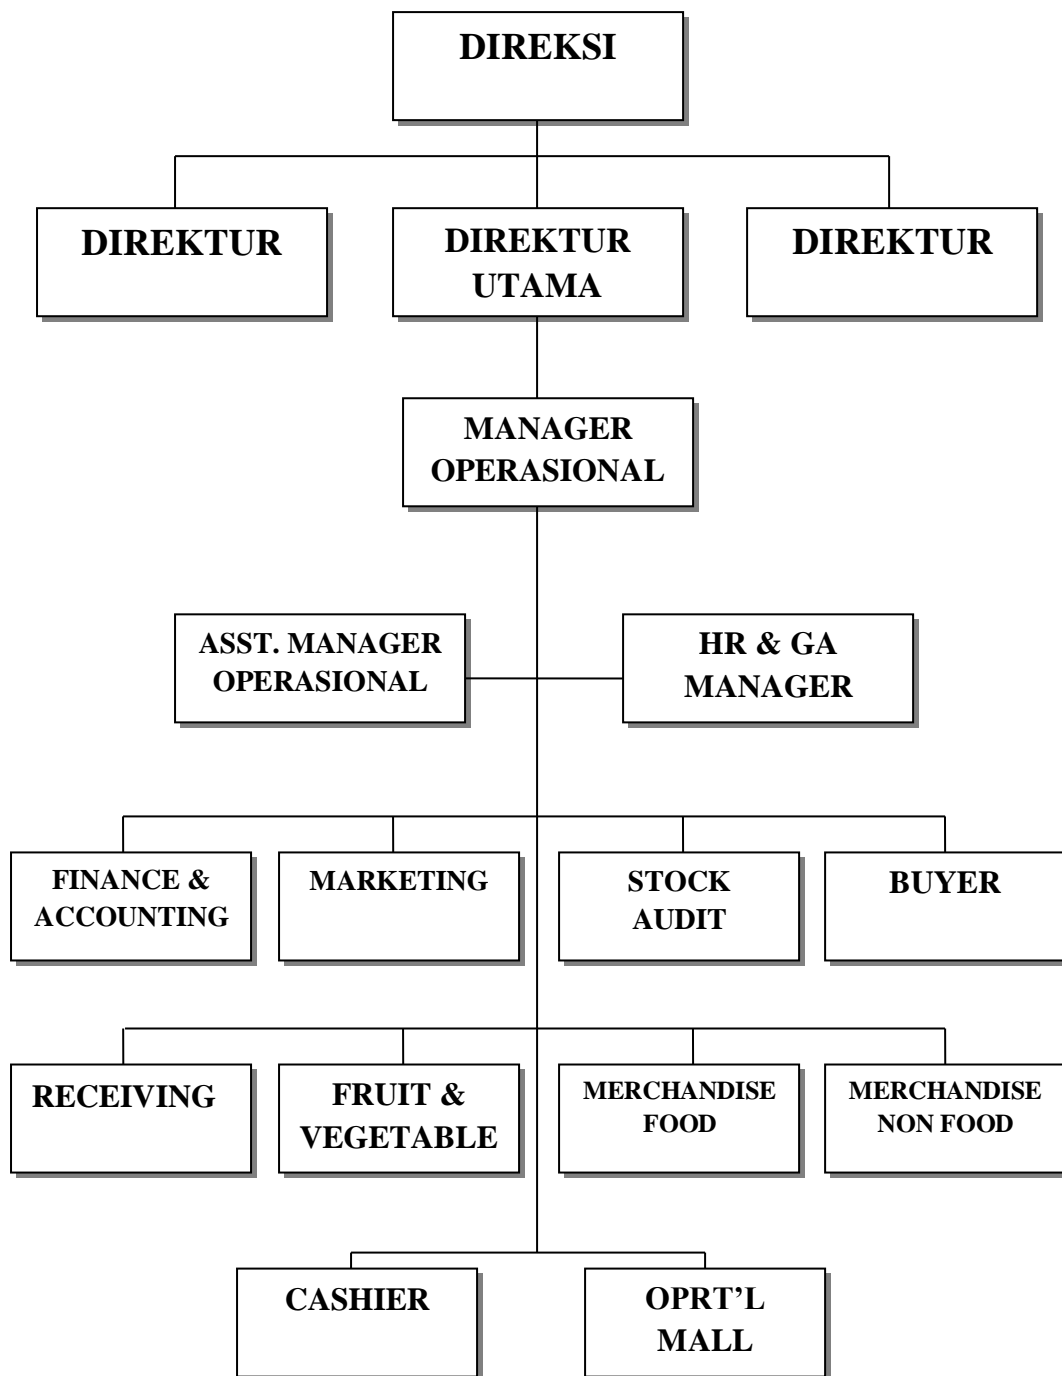 DIREKSI
DIREKTUR
DIREKTUR
UTAMA
DIREKTUR
MANAGER
OPERASIONAL
ASST. MANAGER
OPERASIONAL
HR & GA
MANAGER
FINANCE &
ACCOUNTING
MARKETING
STOCK
AUDIT
BUYER
RECEIVING
FRUIT &
VEGETABLE
MERCHANDISE
FOOD
MERCHANDISE
NON FOOD
CASHIER
OPRT’L
MALL